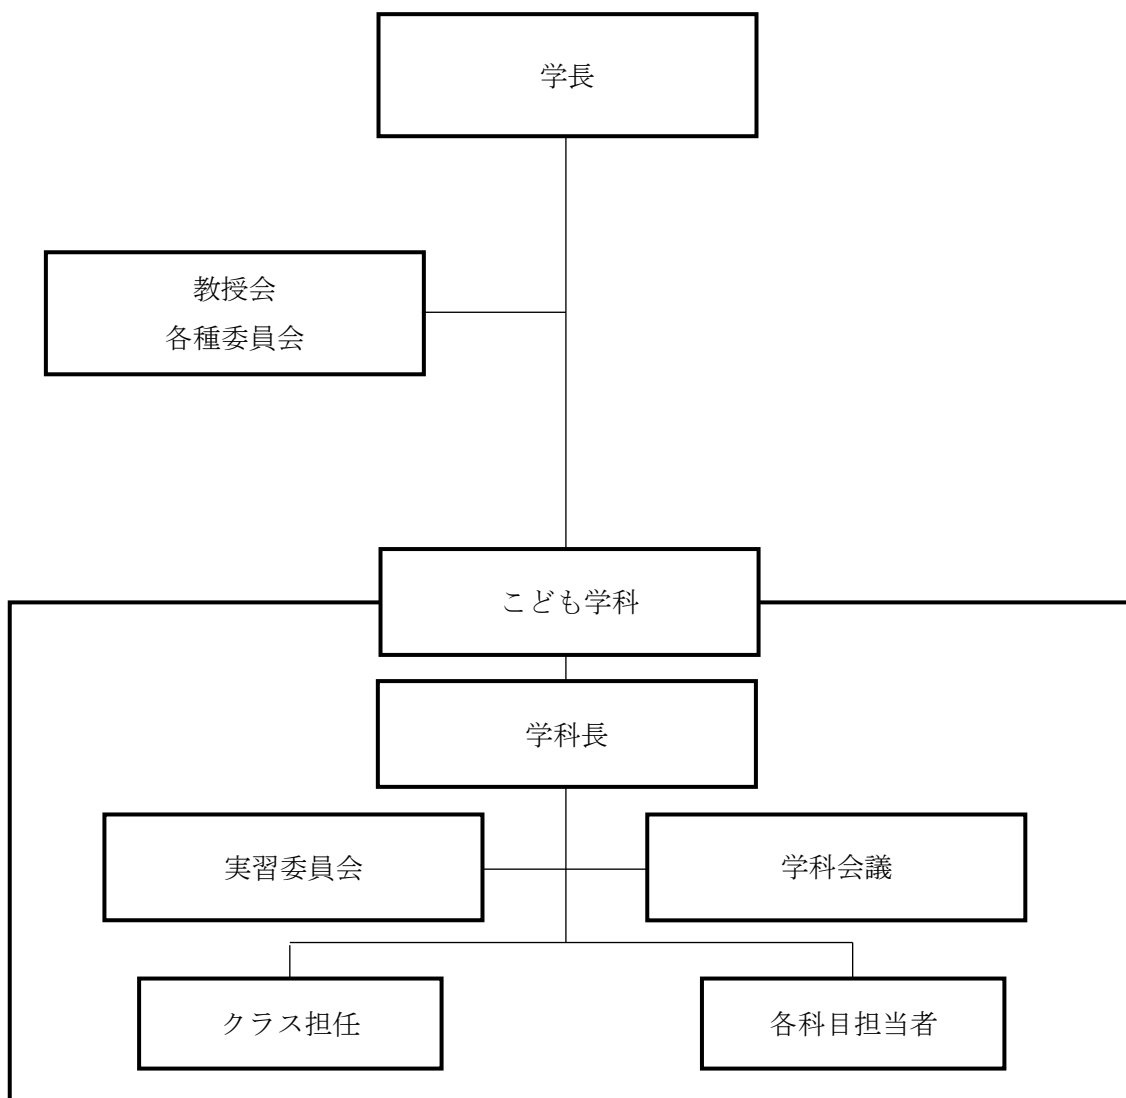 学長
教授会
各種委員会
こども学科
学科長
実習委員会
学科会議
クラス担任
各科目担当者